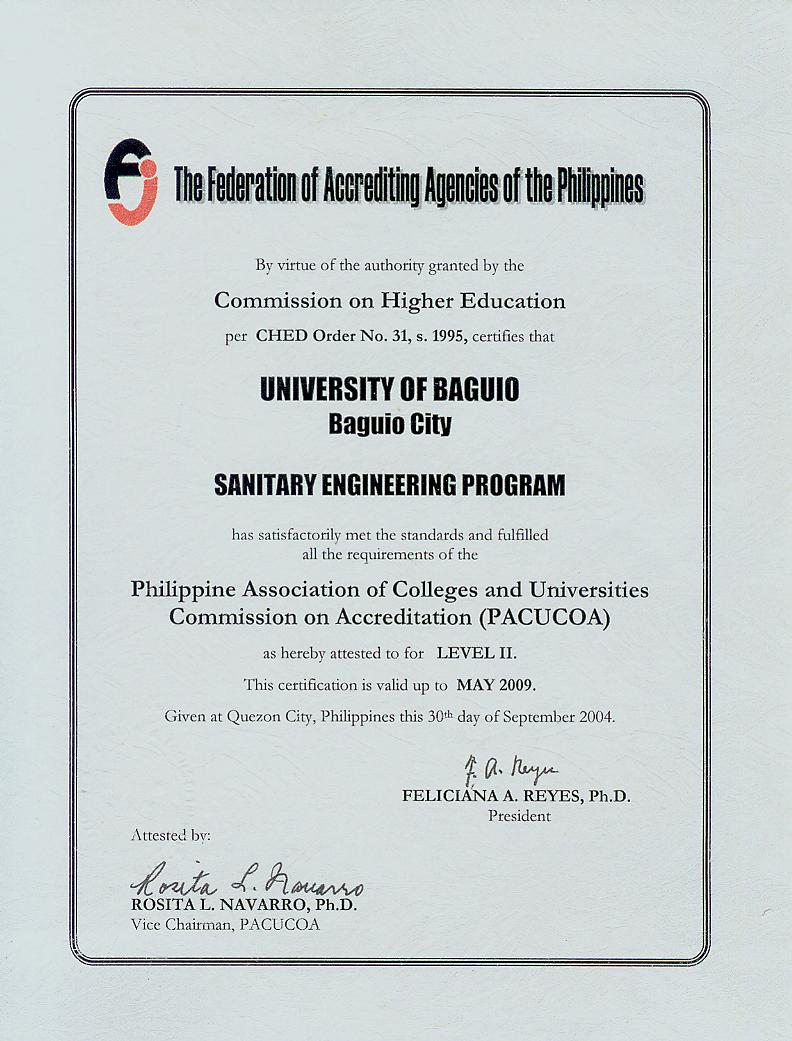 The Federation of Accrediting Agencies of the Philippines
By virtue of the authority granted by the
Commission on Higher Education
per CHED Order No. 31, s. 1995, certifies that
UNIVERSITY OF BAGUIO
Baguio City
SANITARY ENGINEERING PROGRAM
has satisfactorily met the standards and fulfilled
all the requirements of the
Philippine Association of Colleges and Universities
Commission on Accreditation (PACUCOA)
as hereby attested to for LEVEL II.
This certification is valid up to MAY 2009.
Given at Quezon City, Philippines this 30th day of September 2004.
F. A. Reyes
FELICIANA A. REYES, Ph.D.
President
Attested by:
Rosita L. Navarro
ROSITA L. NAVARRO, Ph.D.
Vice Chairman, PACUCOA